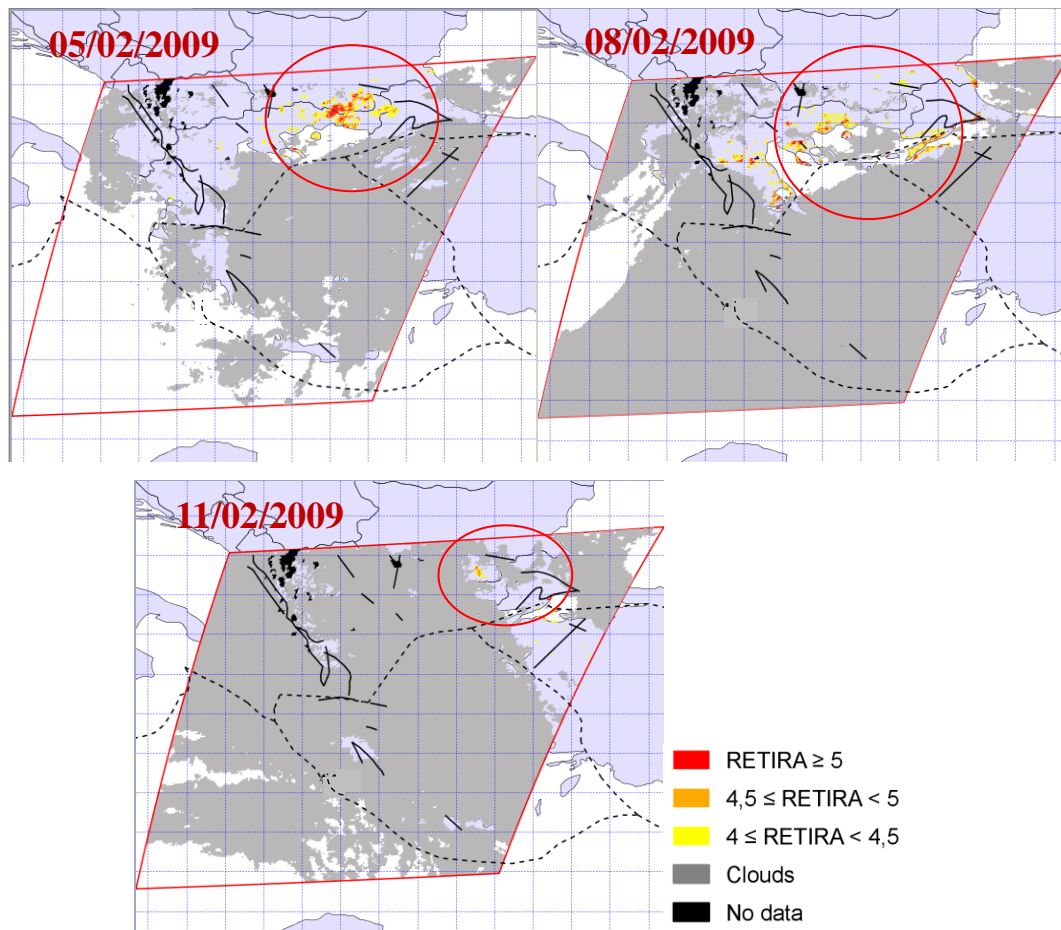 05/02/2009
08/02/2009
11/02/2009
RETIRA ≥ 5
4,5 ≤ RETIRA < 5
4 ≤ RETIRA < 4,5
Clouds
No data